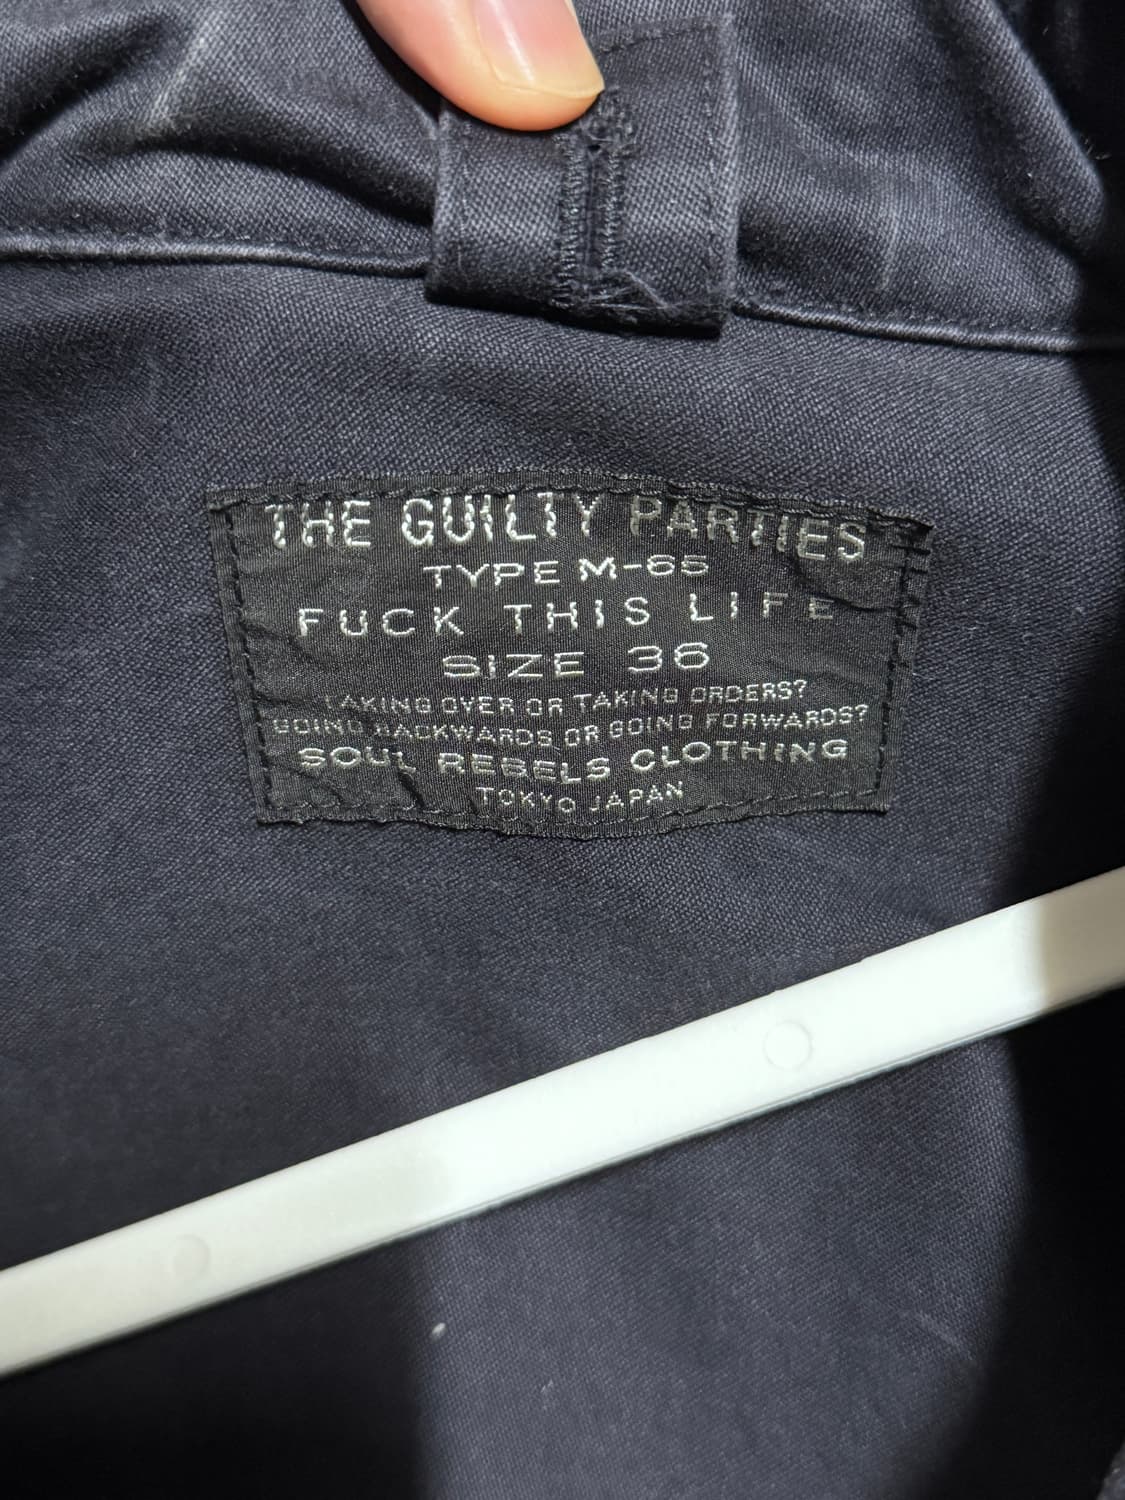 THE GUILTY PARTIES
TYPE M-65
FUCK THIS LIFE
SIZE 36
TAKING OVER OR TAKING ORDERS?
GOING BACKWARDS OR GOING FORWARDS?
SOUL REBELS CLOTHING
TOKYO JAPAN